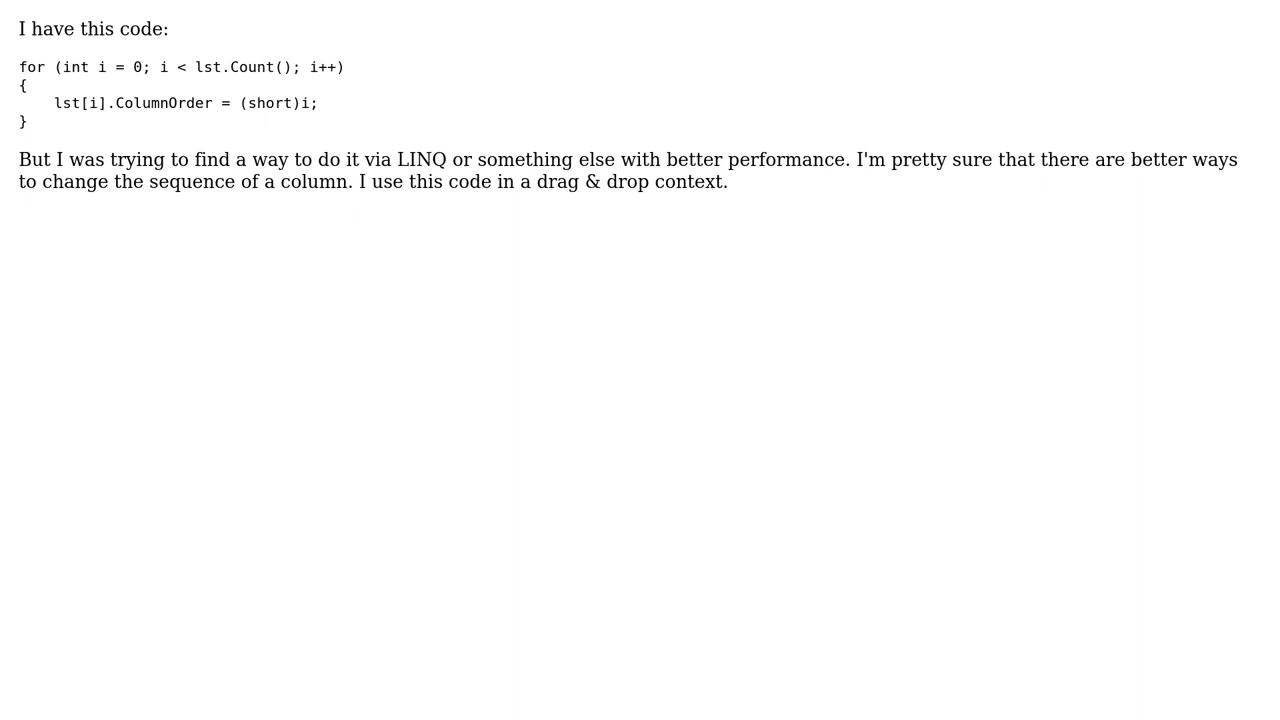 I have this code:
for (int i = 0; i < lst.Count(); i++)
{
    lst[i].ColumnOrder = (short)i;
}
But I was trying to find a way to do it via LINQ or something else with better performance. I'm pretty sure that there are better ways
to change the sequence of a column. I use this code in a drag & drop context.